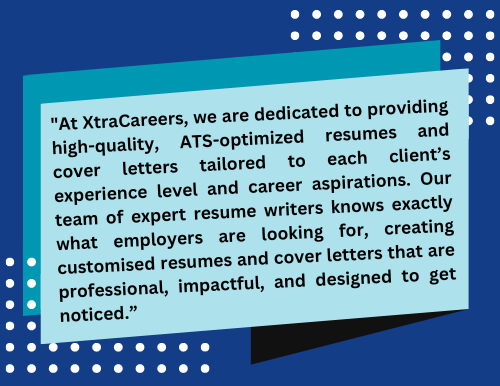 "At XtraCareers, we are dedicated to providing
high-quality, ATS-optimized resumes and
cover letters tailored to each client’s
experience level and career aspirations. Our
team of expert resume writers knows exactly
what employers are looking for, creating
customised resumes and cover letters that are
professional, impactful, and designed to get
noticed.”